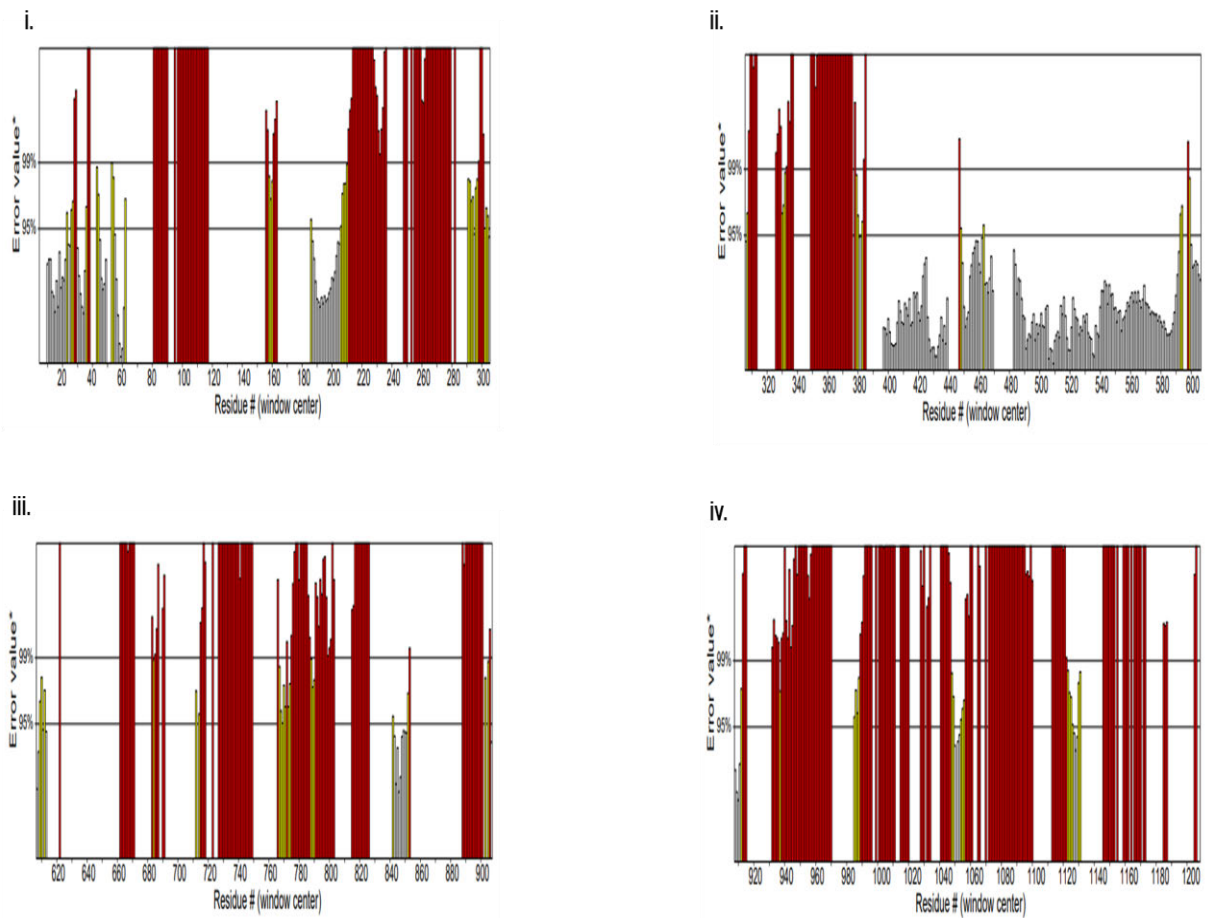 i.
Error value*
99%
95%
20 40 60 80 100 120 140 160 180 200 220 240 260 280 300
Residue # (window center)
ii.
Error value*
99%
95%
320 340 360 380 400 420 440 460 480 500 520 540 560 580 600
Residue # (window center)
iii.
Error value*
99%
95%
620 640 660 680 700 720 740 760 780 800 820 840 860 880 900
Residue # (window center)
iv.
Error value*
99%
95%
920 940 960 980 1000 1020 1040 1060 1080 1100 1120 1140 1160 1180 1200
Residue # (window center)